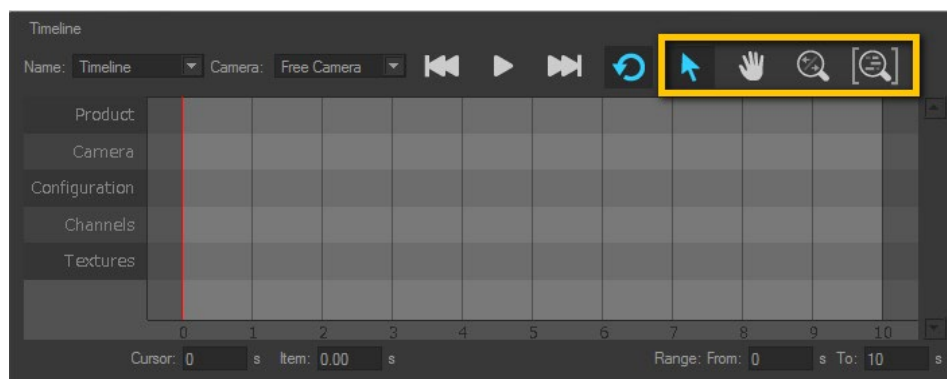 Timeline
Name: Timeline Camera: Free Camera
Product
Camera
Configuration
Channels
Textures
0 1 2 3 4 5 6 7 8 9 10
Cursor: 0 s Item: 0.00 s Range: From: 0 s To: 10 s